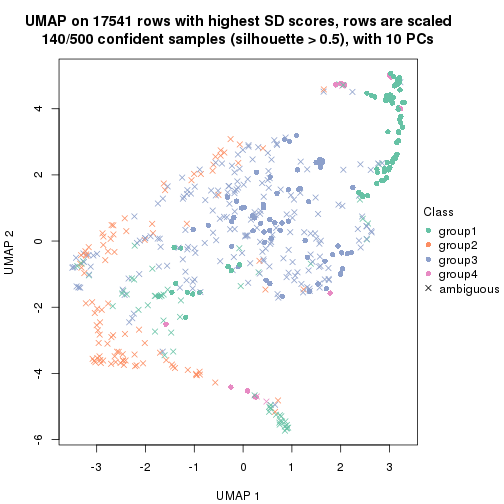 UMAP on 17541 rows with highest SD scores, rows are scaled
140/500 confident samples (silhouette > 0.5), with 10 PCs
4
2
0
-2
-4
-6
UMAP 2
-3
-2
-1
0
1
2
3
UMAP 1
Class
group1
group2
group3
group4
ambiguous